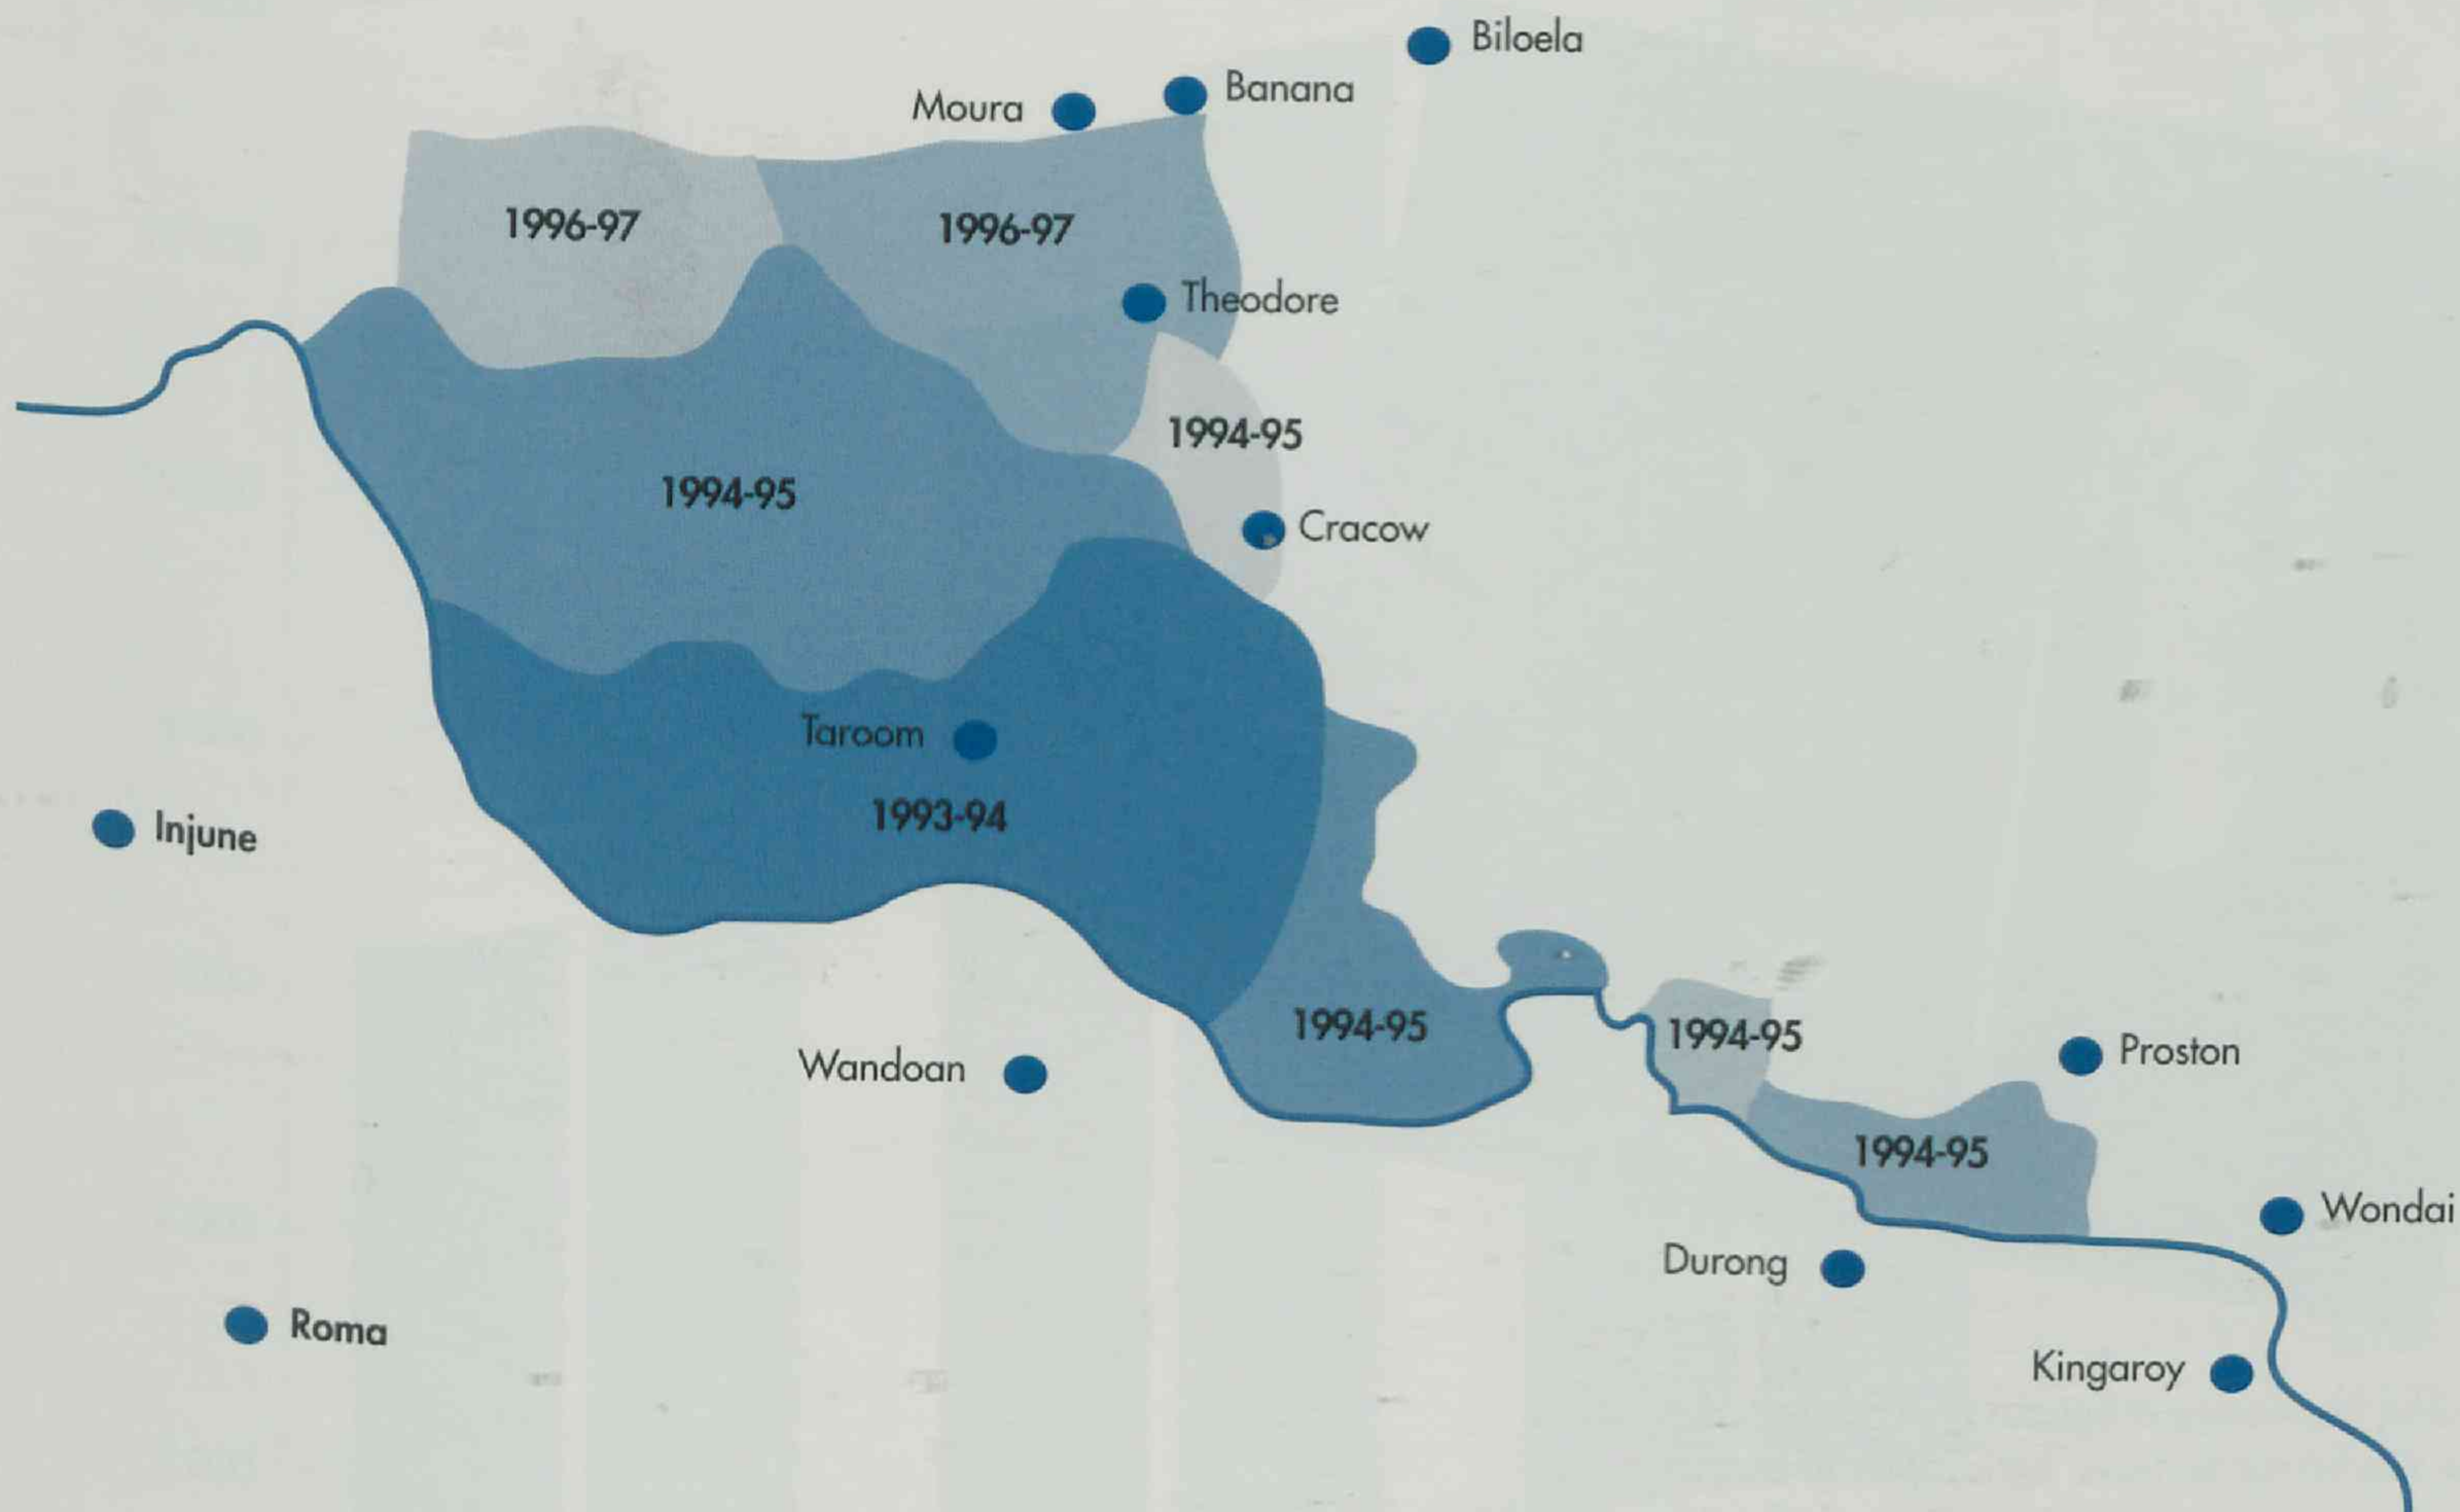 Biloela
Banana
Moura
1996-97
1996-97
Theodore
1994-95
1994-95
Cracow
Taroom
1993-94
Injune
1994-95
1994-95
Wandoan
Proston
1994-95
Wondai
Durong
Roma
Kingaroy